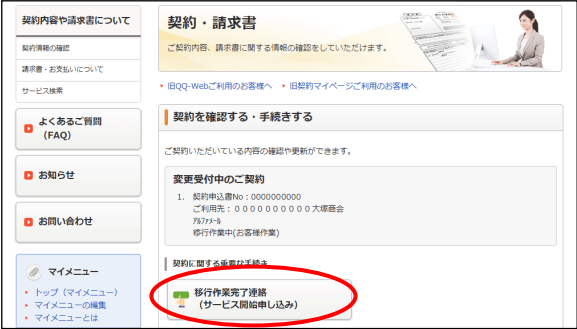 契約内容や請求書について
契約情報の確認
請求書・お支払いについて
サービス検索
よくあるご質問
(FAQ)
お知らせ
お問い合わせ
マイメニュー
トップ（マイメニュー）
マイメニューの編集
マイメニューとは
契約・請求書
ご契約内容、請求書に関する情報の確認をしていただけます。
旧QQ-Webご利用のお客様へ 旧契約マイページご利用のお客様へ
契約を確認する・手続きする
ご契約いただいている内容の確認や更新ができます。
変更受付中のご契約
1. 契約申込書No：0000000000
ご利用先：００００００００００大塚商会
ｱﾙﾌｧﾒｰﾙ
移行作業中(お客様作業)
契約に関する重要な手続き
移行作業完了連絡
(サービス開始申し込み)